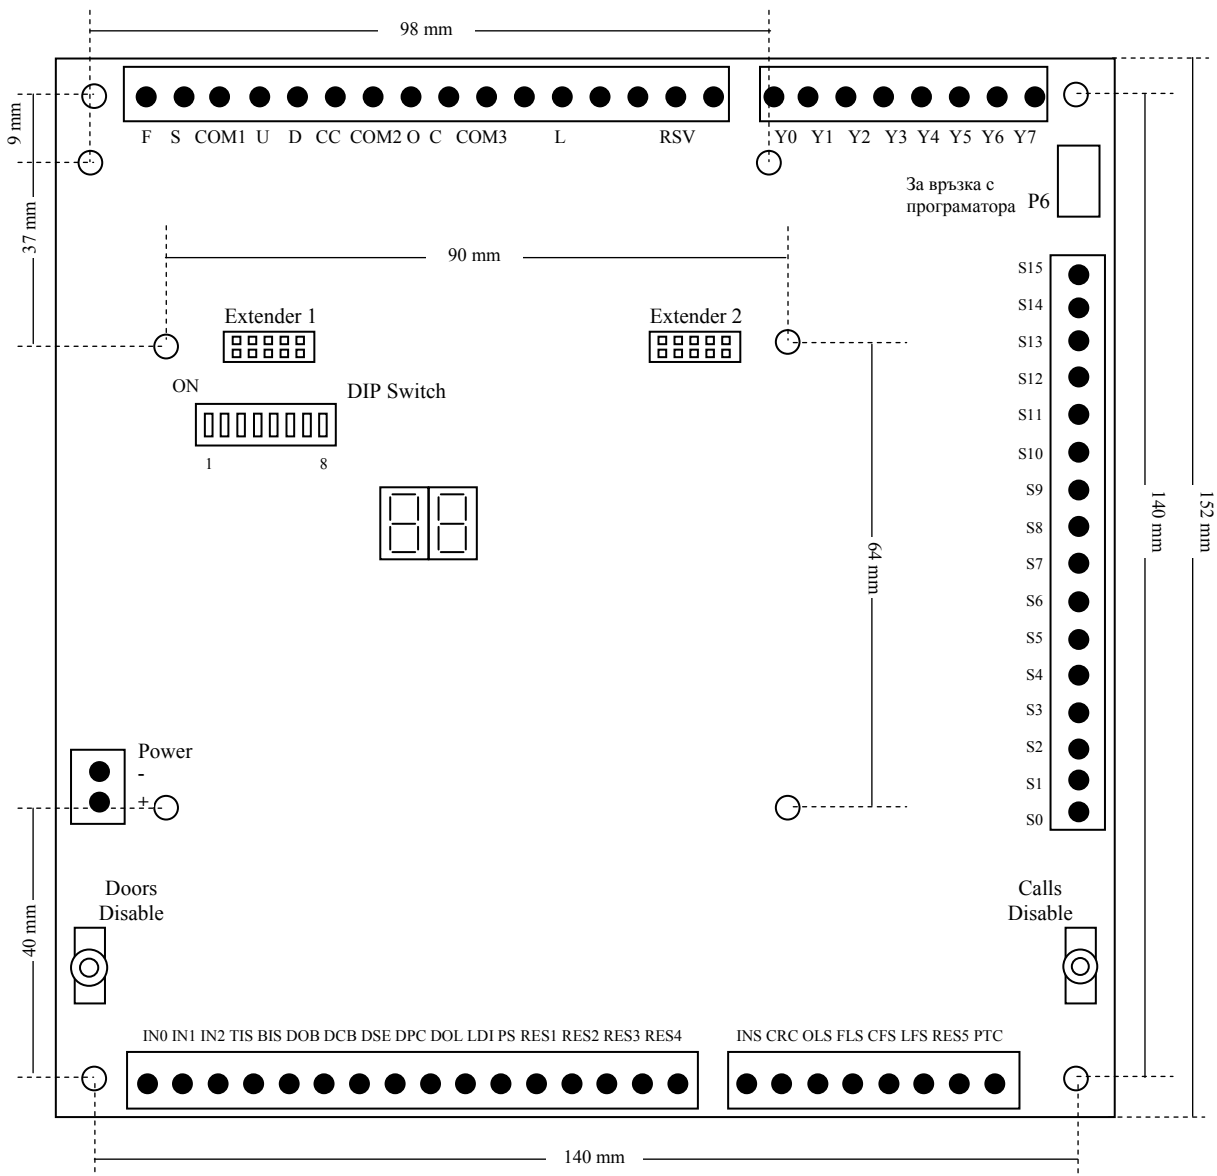 98 mm
9 mm
F S COM1 U D CC COM2 O C COM3 L RSV
Y0 Y1 Y2 Y3 Y4 Y5 Y6 Y7
За връзка с
програматора
P6
37 mm
90 mm
S15
S14
S13
S12
S11
S10
S9
S8
S7
S6
S5
S4
S3
S2
S1
S0
Extender 1
Extender 2
ON
DIP Switch
1 8
140 mm
152 mm
64 mm
Power
-
+
Doors
Disable
Calls
Disable
40 mm
IN0 IN1 IN2 TIS BIS DOB DCB DSE DPC DOL LDI PS RES1 RES2 RES3 RES4
INS CRC OLS FLS CFS LFS RES5 PTC
140 mm